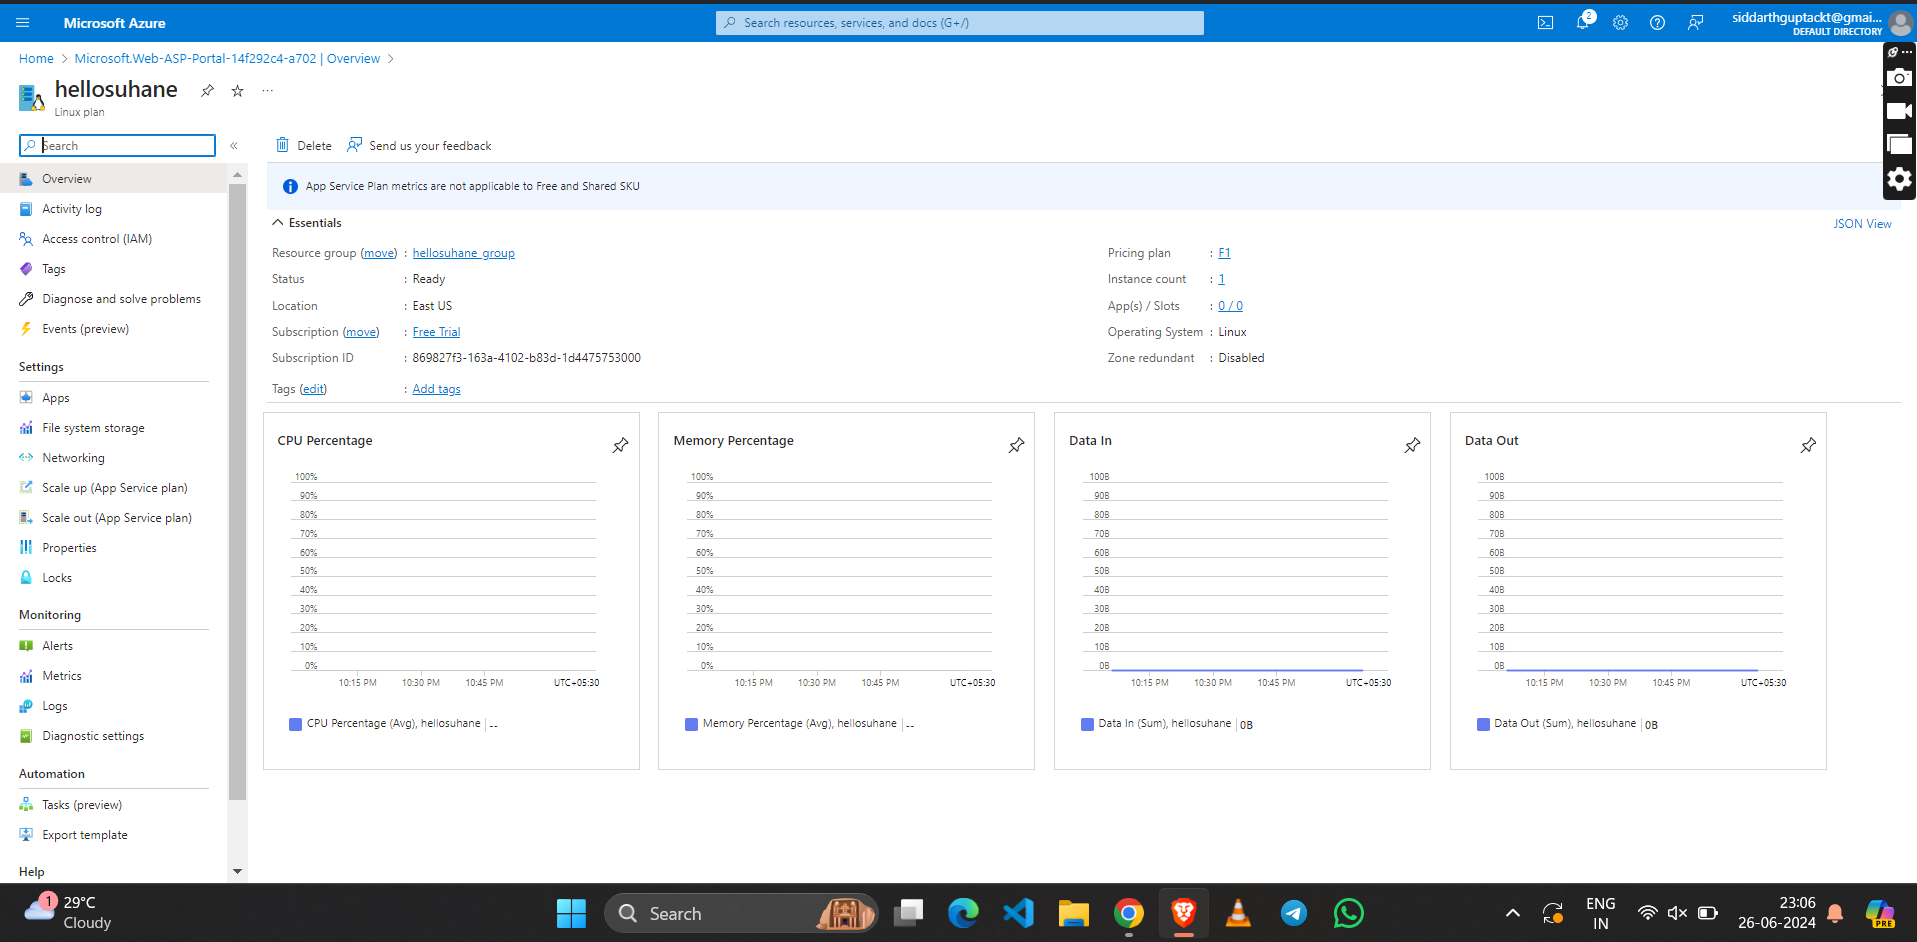 Microsoft Azure
Search resources, services, and docs (G+/)
2
siddarthguptackt@gmai...
DEFAULT DIRECTORY
Home > Microsoft.Web-ASP-Portal-14f292c4-a702 | Overview >
hellosuhane
...
Linux plan
Search
«
Delete
Send us your feedback
Overview
Activity log
Access control (IAM)
Tags
Diagnose and solve problems
Events (preview)
Settings
Apps
File system storage
Networking
Scale up (App Service plan)
Scale out (App Service plan)
Properties
Locks
Monitoring
Alerts
Metrics
Logs
Diagnostic settings
Automation
Tasks (preview)
Export template
Help
App Service Plan metrics are not applicable to Free and Shared SKU
Essentials
JSON View
Resource group (move) : hellosuhane_group
Status : Ready
Location : East US
Subscription (move) : Free Trial
Subscription ID : 869827f3-163a-4102-b83d-1d4475753000
Tags (edit) : Add tags
Pricing plan : F1
Instance count : 1
App(s) / Slots : 0 / 0
Operating System : Linux
Zone redundant : Disabled
CPU Percentage
100%
90%
80%
70%
60%
50%
40%
30%
20%
10%
0%
10:15 PM 10:30 PM 10:45 PM UTC+05:30
CPU Percentage (Avg), hellosuhane | --
Memory Percentage
100%
90%
80%
70%
60%
50%
40%
30%
20%
10%
0%
10:15 PM 10:30 PM 10:45 PM UTC+05:30
Memory Percentage (Avg), hellosuhane | --
Data In
100B
90B
80B
70B
60B
50B
40B
30B
20B
10B
0B
10:15 PM 10:30 PM 10:45 PM UTC+05:30
Data In (Sum), hellosuhane | 0B
Data Out
100B
90B
80B
70B
60B
50B
40B
30B
20B
10B
0B
10:15 PM 10:30 PM 10:45 PM UTC+05:30
Data Out (Sum), hellosuhane | 0B
1
29°C
Cloudy
Search
ENG
IN
23:06
26-06-2024
PRE